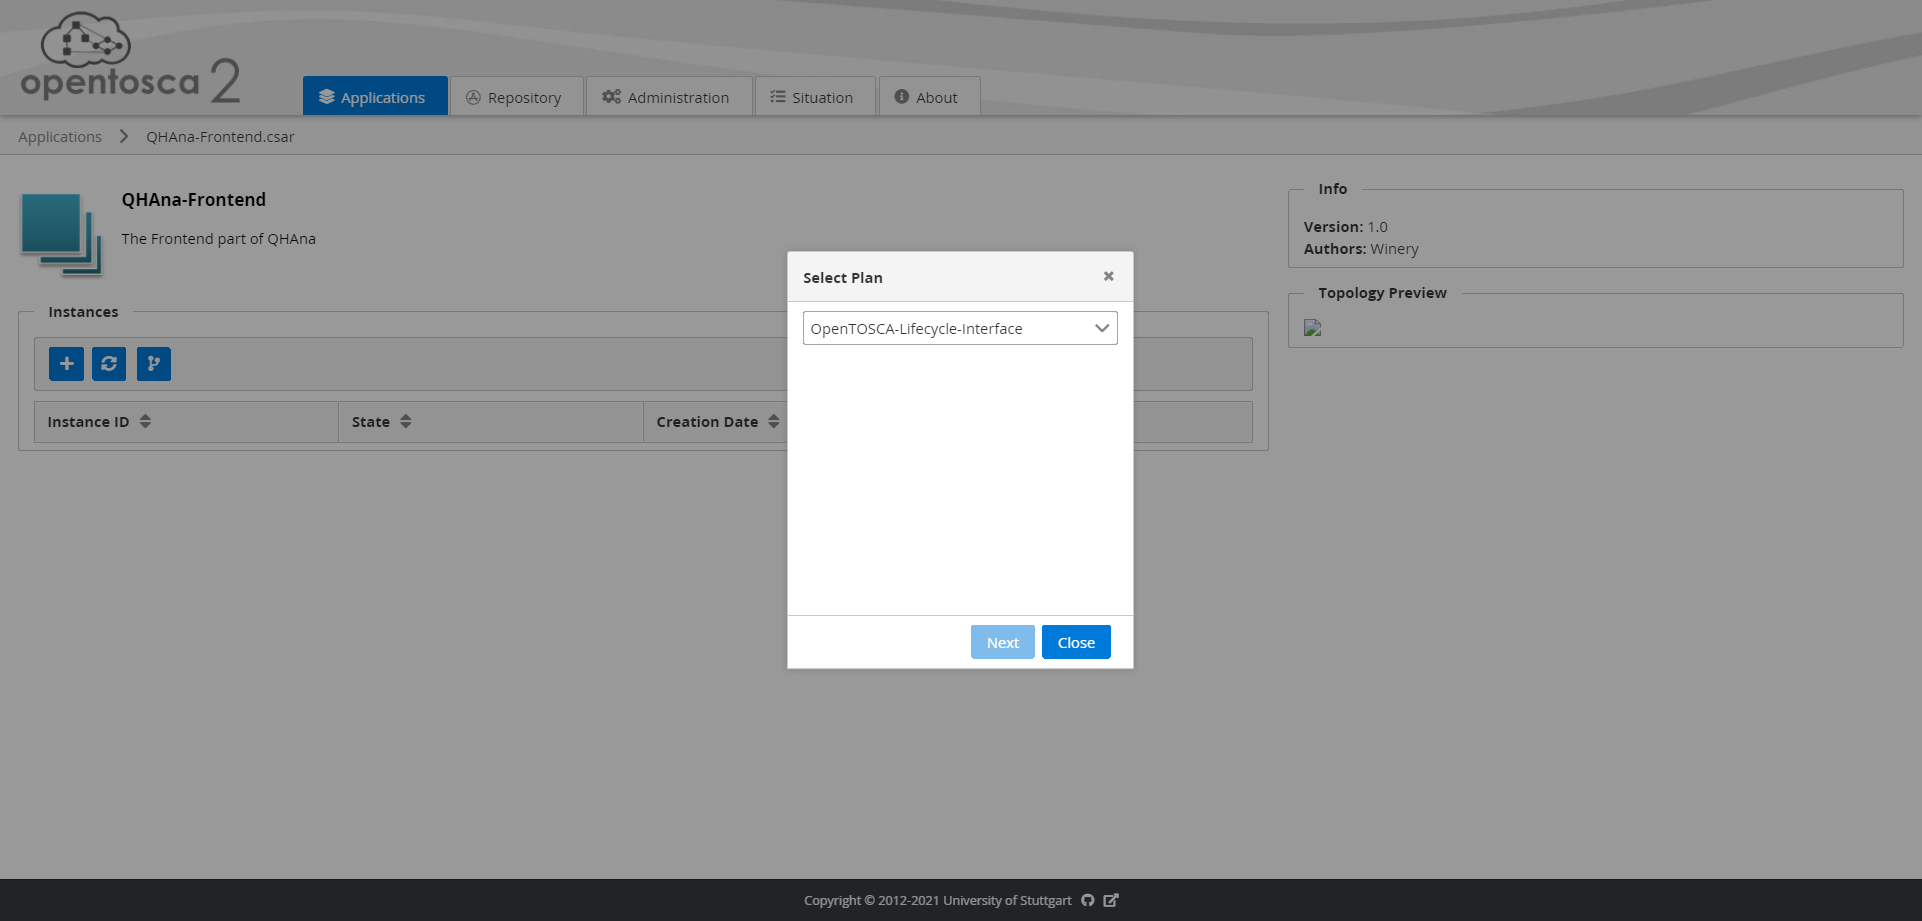 opentosca 2
Applications
Repository
Administration
Situation
About
Applications
QHAna-Frontend.csar
QHAna-Frontend
The Frontend part of QHAna
Info
Version: 1.0
Authors: Winery
Topology Preview
Instances
Instance ID
State
Creation Date
Select Plan
OpenTOSCA-Lifecycle-Interface
Next
Close
Copyright © 2012-2021 University of Stuttgart